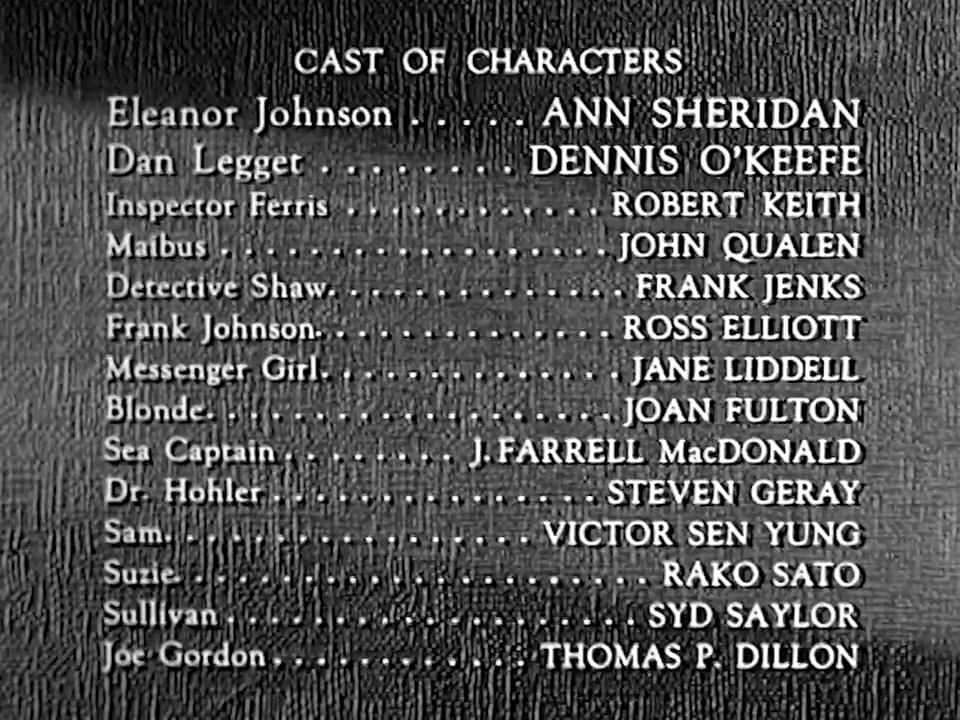 CAST OF CHARACTERS
Eleanor Johnson . . . . . ANN SHERIDAN
Dan Legget . . . . . . . . DENNIS O'KEEFE
Inspector Ferris . . . . . . . . . . . . ROBERT KEITH
Maibus . . . . . . . . . . . . . . . . . . JOHN QUALEN
Detective Shaw. . . . . . . . . . . . . . FRANK JENKS
Frank Johnson. . . . . . . . . . . . . . ROSS ELLIOTT
Messenger Girl. . . . . . . . . . . . . . JANE LIDDELL
Blonde. . . . . . . . . . . . . . . . . . . JOAN FULTON
Sea Captain . . . . . . . . J. FARRELL MacDONALD
Dr. Hohler . . . . . . . . . . . . . . . STEVEN GERAY
Sam. . . . . . . . . . . . . . . . . VICTOR SEN YUNG
Suzie. . . . . . . . . . . . . . . . . . . . . . RAKO SATO
Sullivan . . . . . . . . . . . . . . . . . . . SYD SAYLOR
Joe Gordon . . . . . . . . . . . . THOMAS P. DILLON